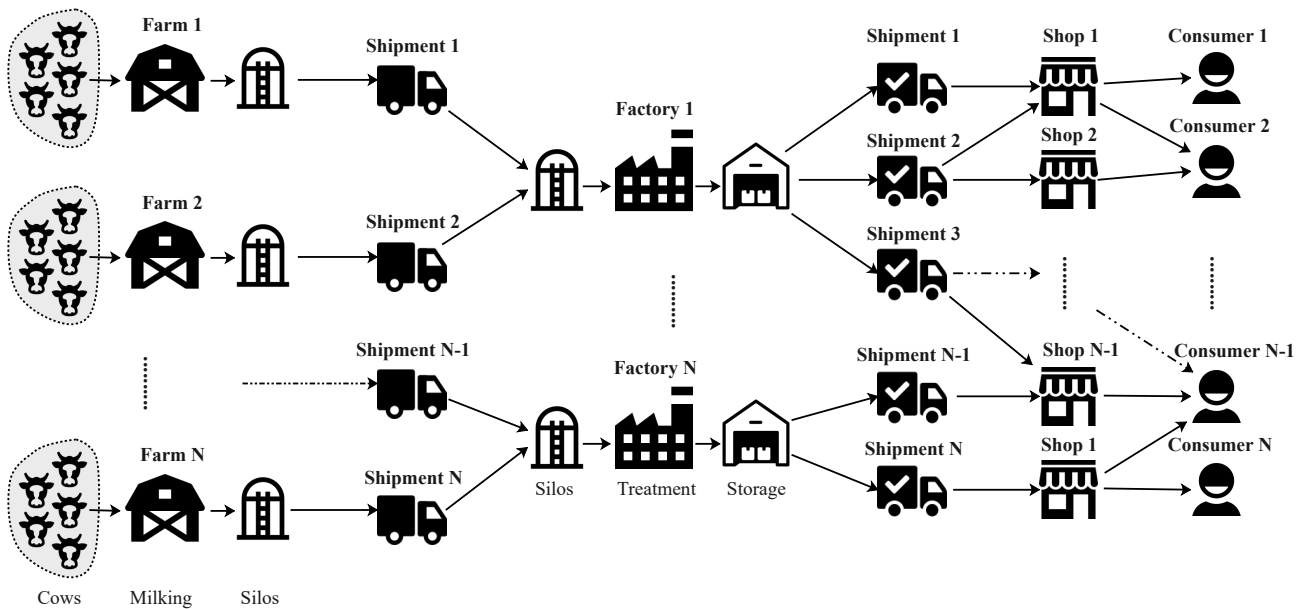 Farm 1
Shipment 1
Factory 1
Shipment 1
Shop 1
Consumer 1
Shipment 2
Shop 2
Consumer 2
Farm 2
Shipment 2
Shipment 3
Shipment N-1
Factory N
Shipment N-1
Shop N-1
Consumer N-1
Farm N
Shipment N
Shipment N
Shop 1
Consumer N
Silos
Treatment
Storage
Cows
Milking
Silos